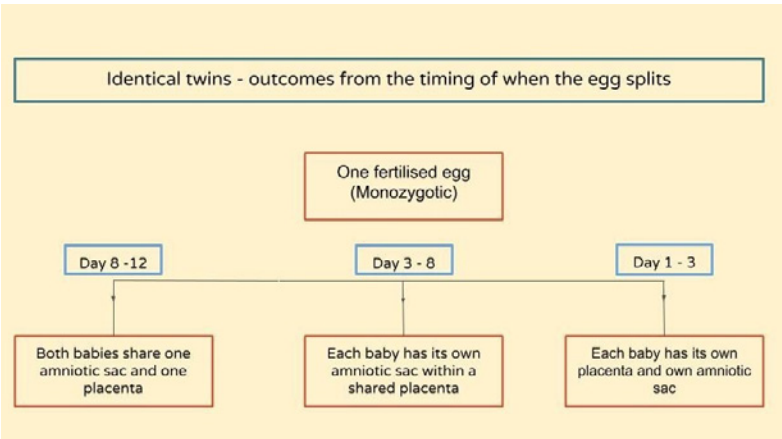 Identical twins - outcomes from the timing of when the egg splits
One fertilised egg
(Monozygotic)
Day 8 -12
Day 3 - 8
Day 1 - 3
Both babies share one
amniotic sac and one
placenta
Each baby has its own
amniotic sac within a
shared placenta
Each baby has its own
placenta and own amniotic
sac